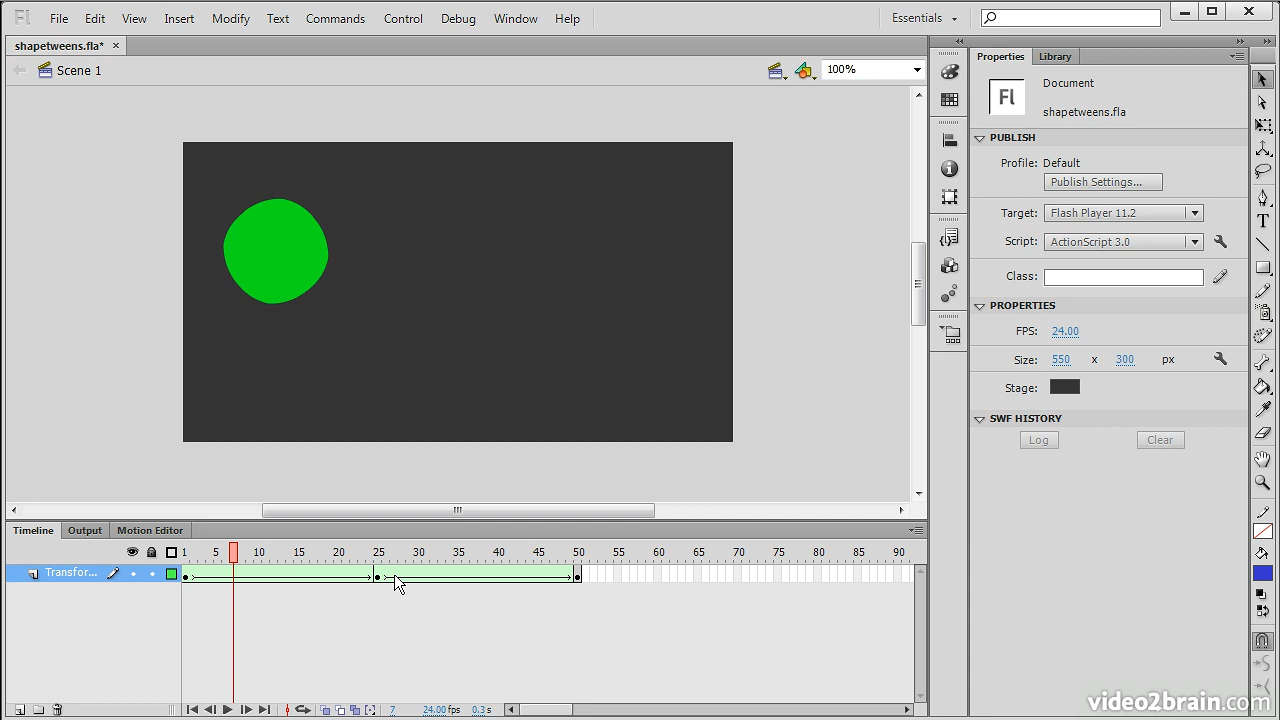 Fl File Edit View Insert Modify Text Commands Control Debug Window Help Essentials
shapetweens.fla*
Scene 1 100%
Properties Library
Fl Document
shapetweens.fla
PUBLISH
Profile: Default
Publish Settings...
Target: Flash Player 11.2
Script: ActionScript 3.0
Class:
PROPERTIES
FPS: 24.00
Size: 550 x 300 px
Stage:
SWF HISTORY
Log Clear
Timeline Output Motion Editor
1 5 10 15 20 25 30 35 40 45 50 55 60 65 70 75 80 85 90
Transfor...
7 24.00 fps 0.3 s
video2brain.com